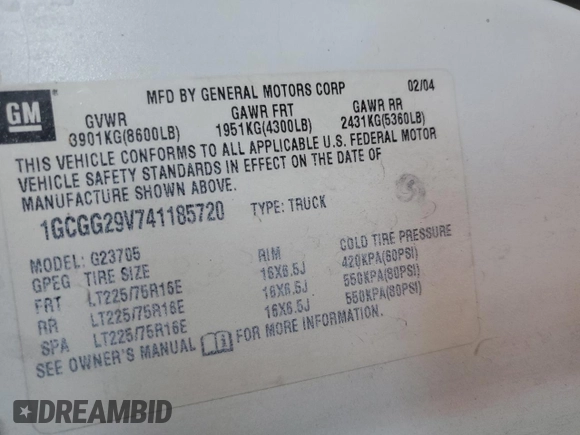 GM
MFD BY GENERAL MOTORS CORP 02/04
GVWR GAWR FRT GAWR RR
3901KG(8600LB) 1951KG(4300LB) 2431KG(5360LB)
THIS VEHICLE CONFORMS TO ALL APPLICABLE U.S. FEDERAL MOTOR
VEHICLE SAFETY STANDARDS IN EFFECT ON THE DATE OF
MANUFACTURE SHOWN ABOVE.
1GCGG29V741185720 TYPE: TRUCK
MODEL: G23705
GPEG TIRE SIZE RIM COLD TIRE PRESSURE
FRT LT225/75R16E 16X6.5J 420KPA(60PSI)
RR LT225/75R16E 16X6.5J 550KPA(80PSI)
SPA LT225/75R16E 16X6.5J 550KPA(80PSI)
SEE OWNER'S MANUAL FOR MORE INFORMATION.
DREAMBID